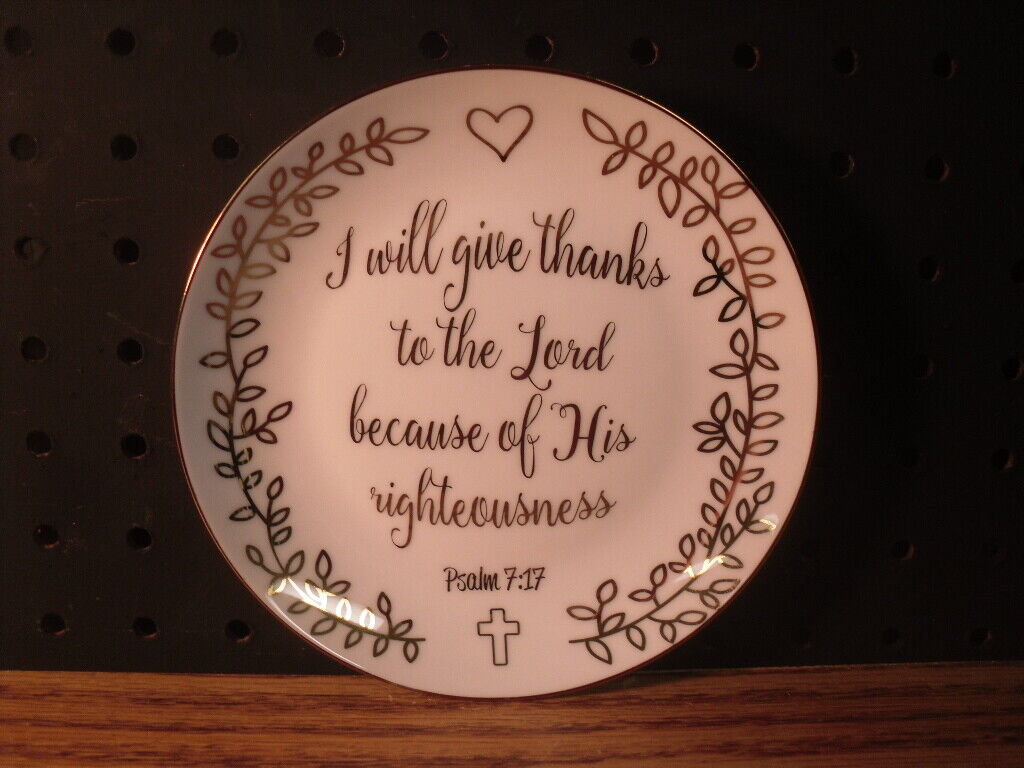 I will give thanks
to the Lord
because of His
righteousness
Psalm 7:17